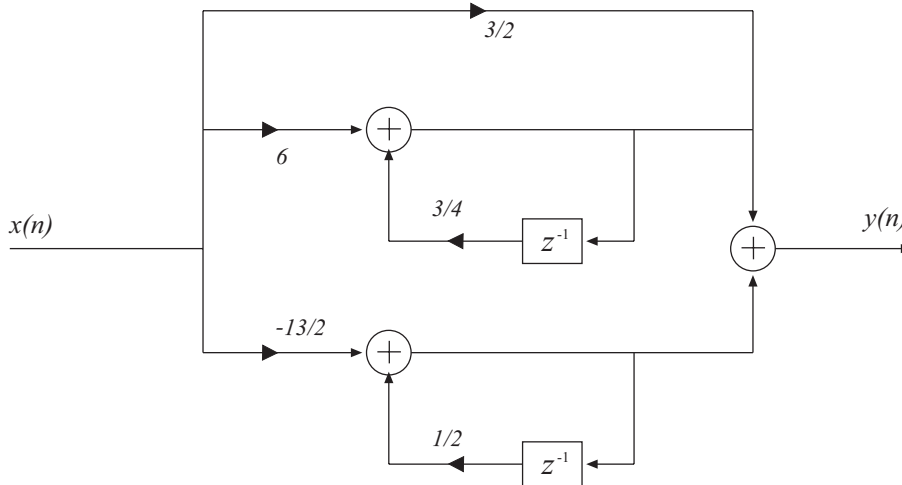 3/2
6
3/4
z⁻¹
x(n)
y(n)
-13/2
1/2
z⁻¹